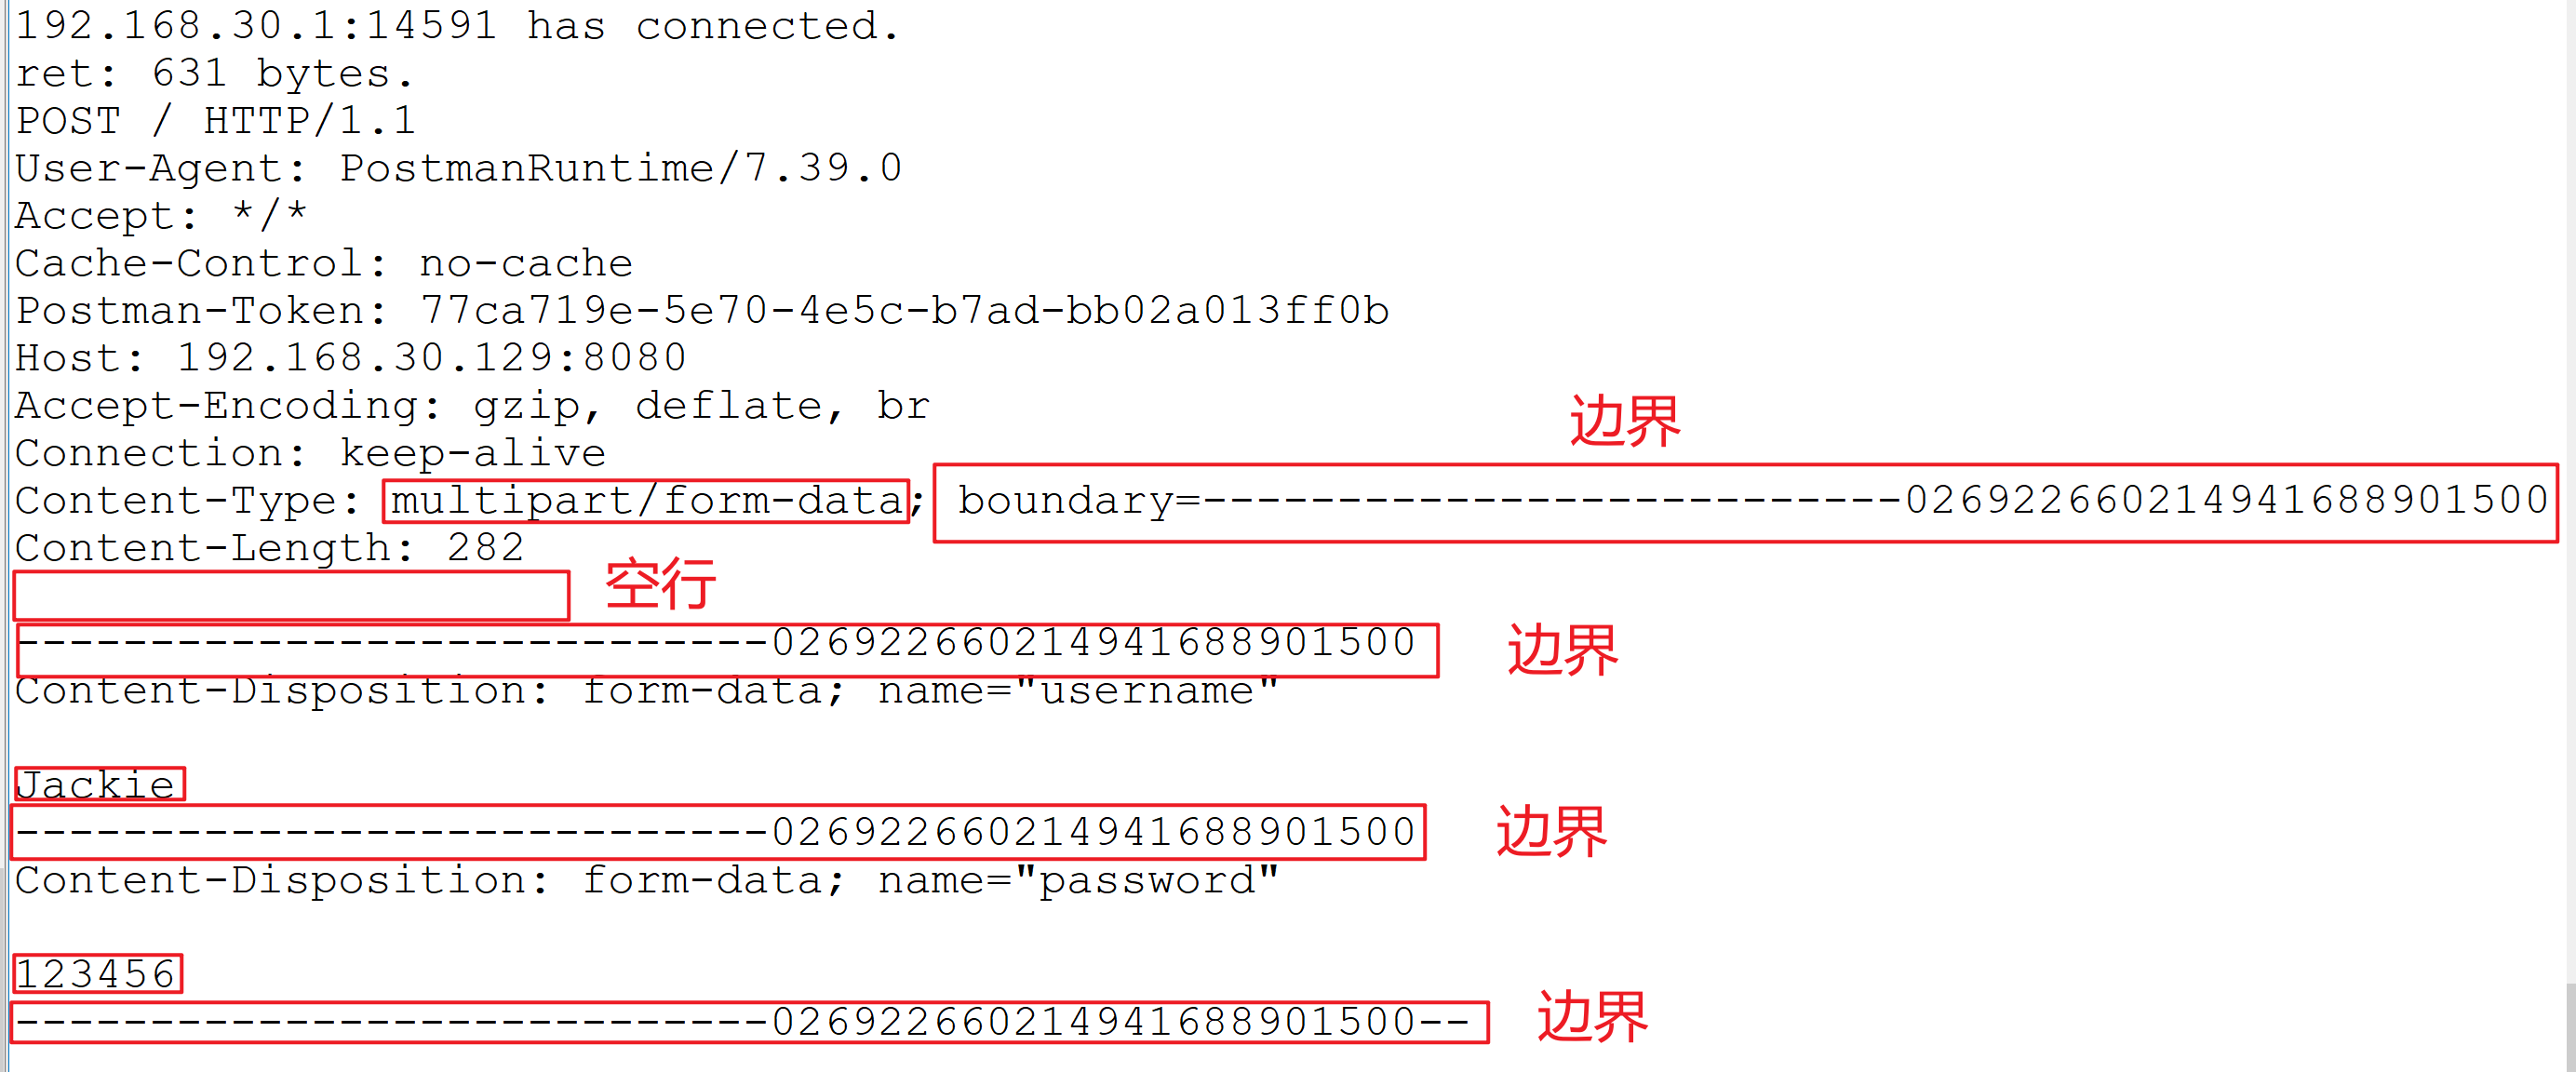 192.168.30.1:14591 has connected.
ret: 631 bytes.
POST / HTTP/1.1
User-Agent: PostmanRuntime/7.39.0
Accept: */*
Cache-Control: no-cache
Postman-Token: 77ca719e-5e70-4e5c-b7ad-bb02a013ff0b
Host: 192.168.30.129:8080
Accept-Encoding: gzip, deflate, br
边界
Connection: keep-alive
Content-Type: multipart/form-data; boundary=--------------------------026922660214941688901500
Content-Length: 282
空行
----------------------------026922660214941688901500
边界
Content-Disposition: form-data; name="username"
Jackie
----------------------------026922660214941688901500
边界
Content-Disposition: form-data; name="password"
123456
----------------------------026922660214941688901500--
边界